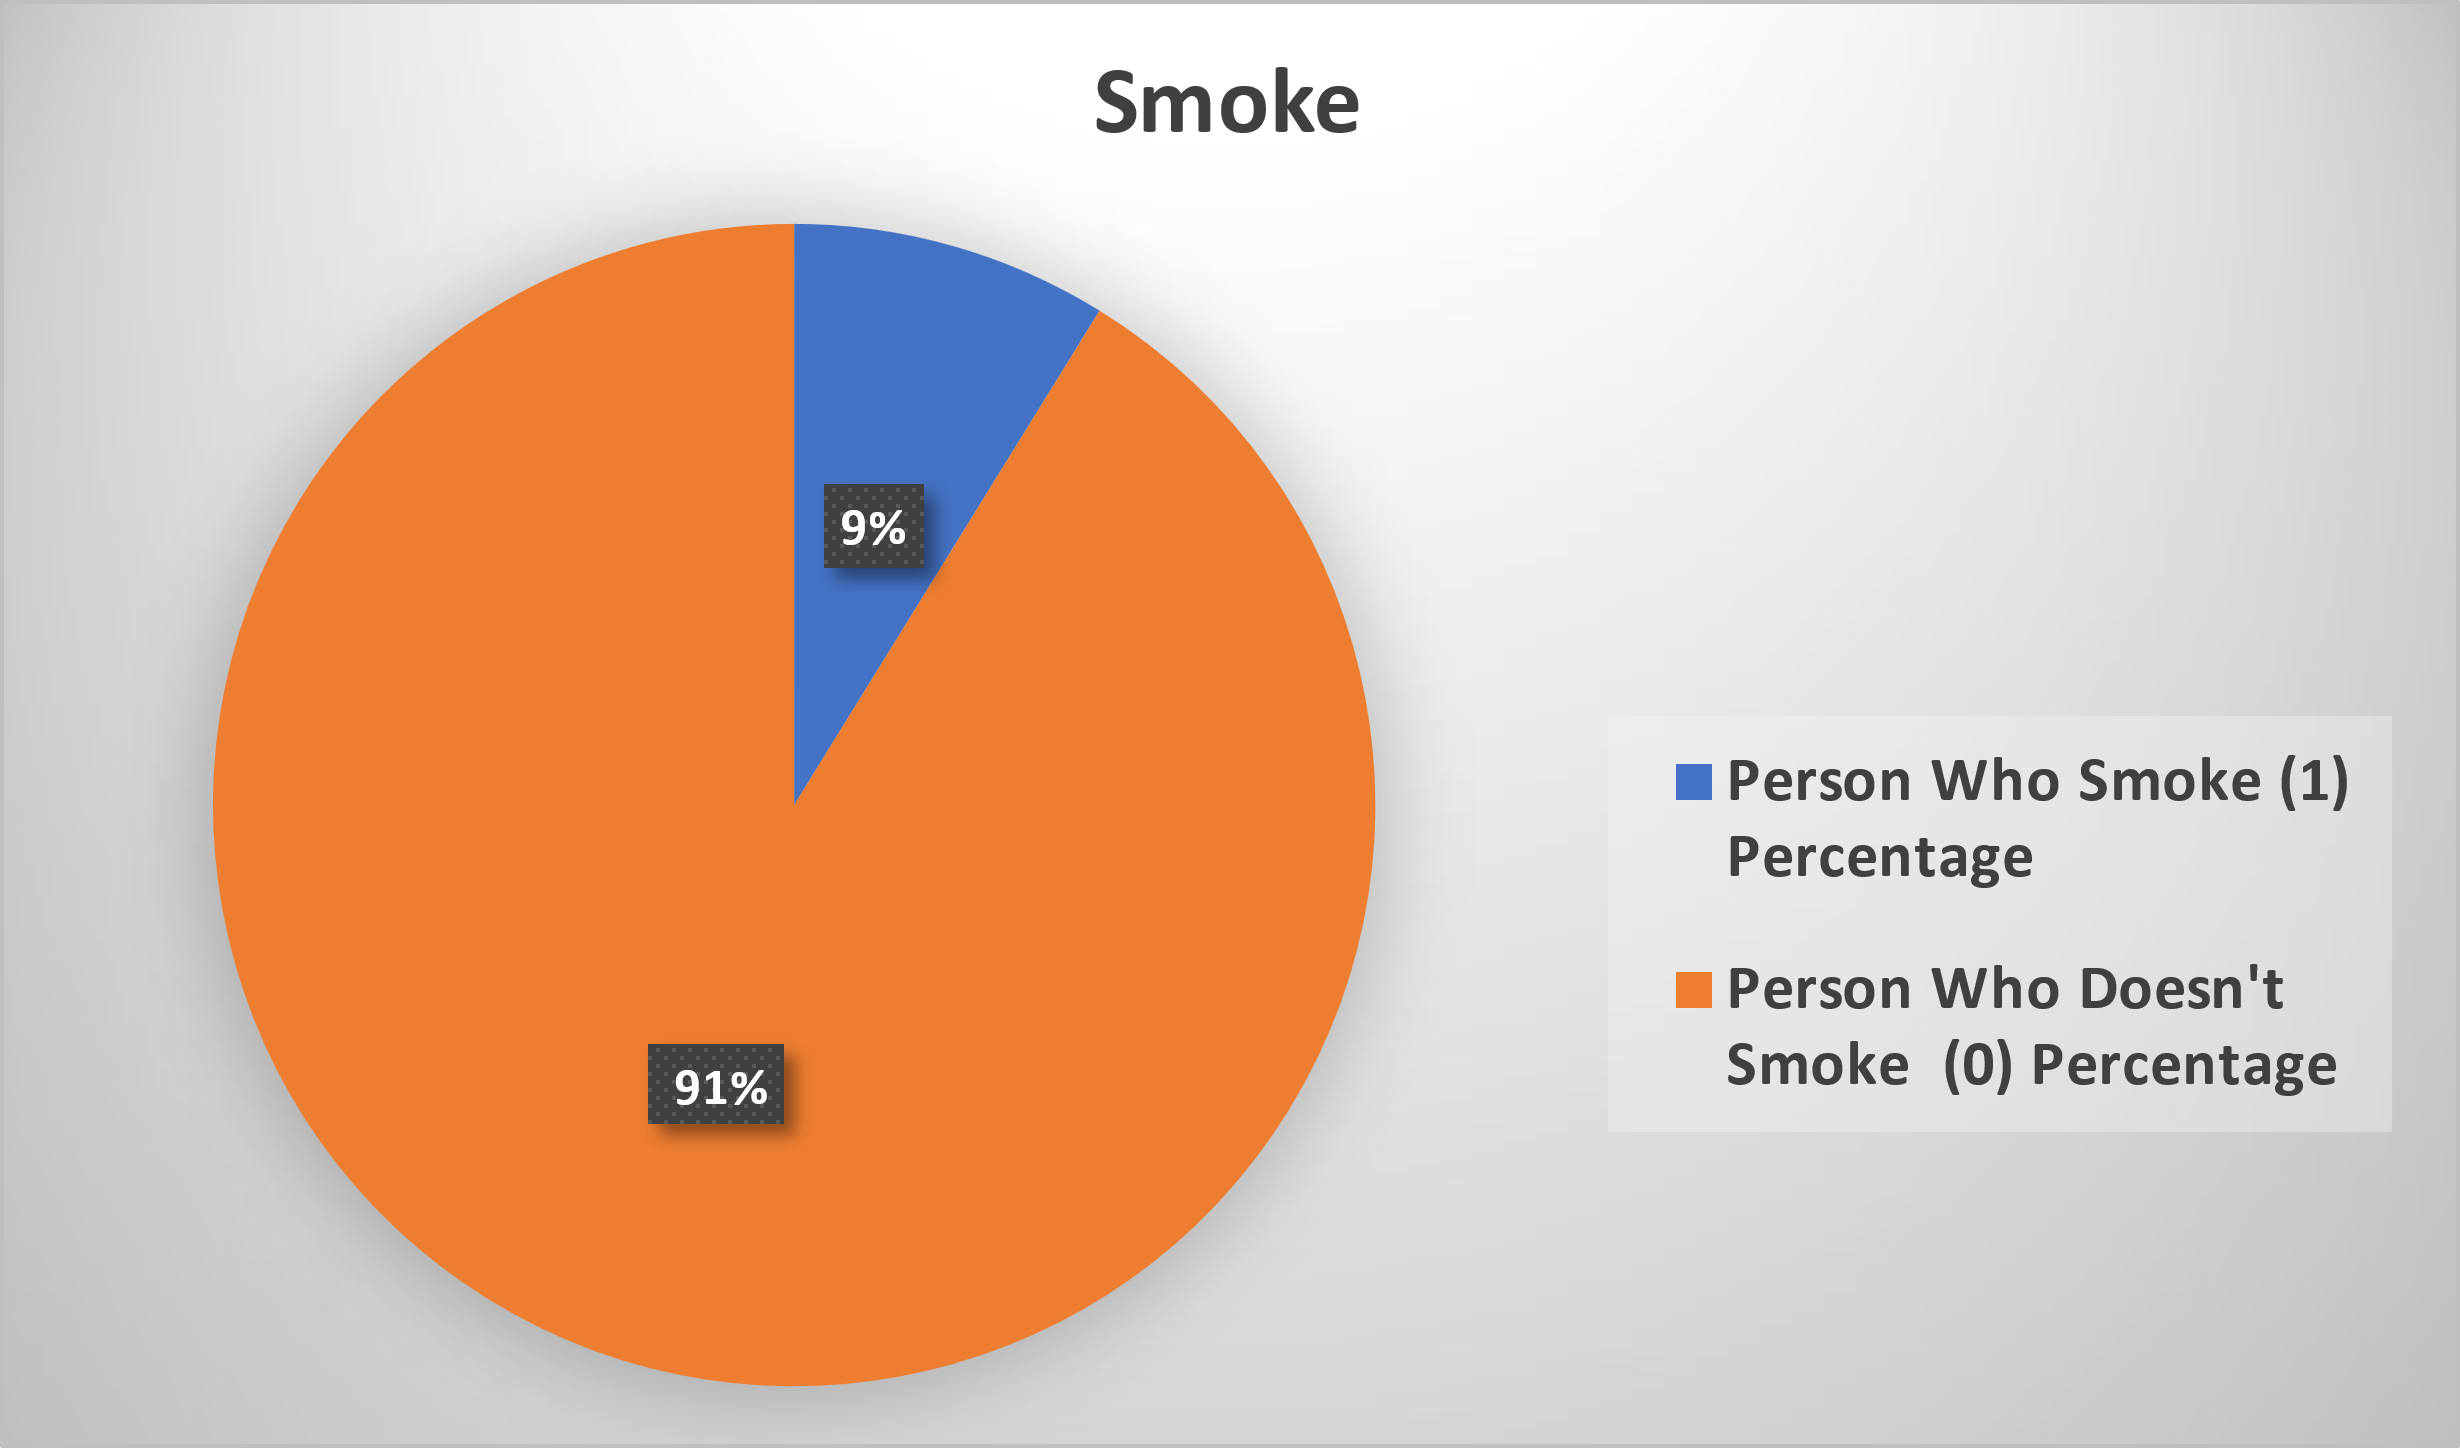 Smoke
9%
91%
Person Who Smoke (1)
Percentage
Person Who Doesn't
Smoke  (0) Percentage